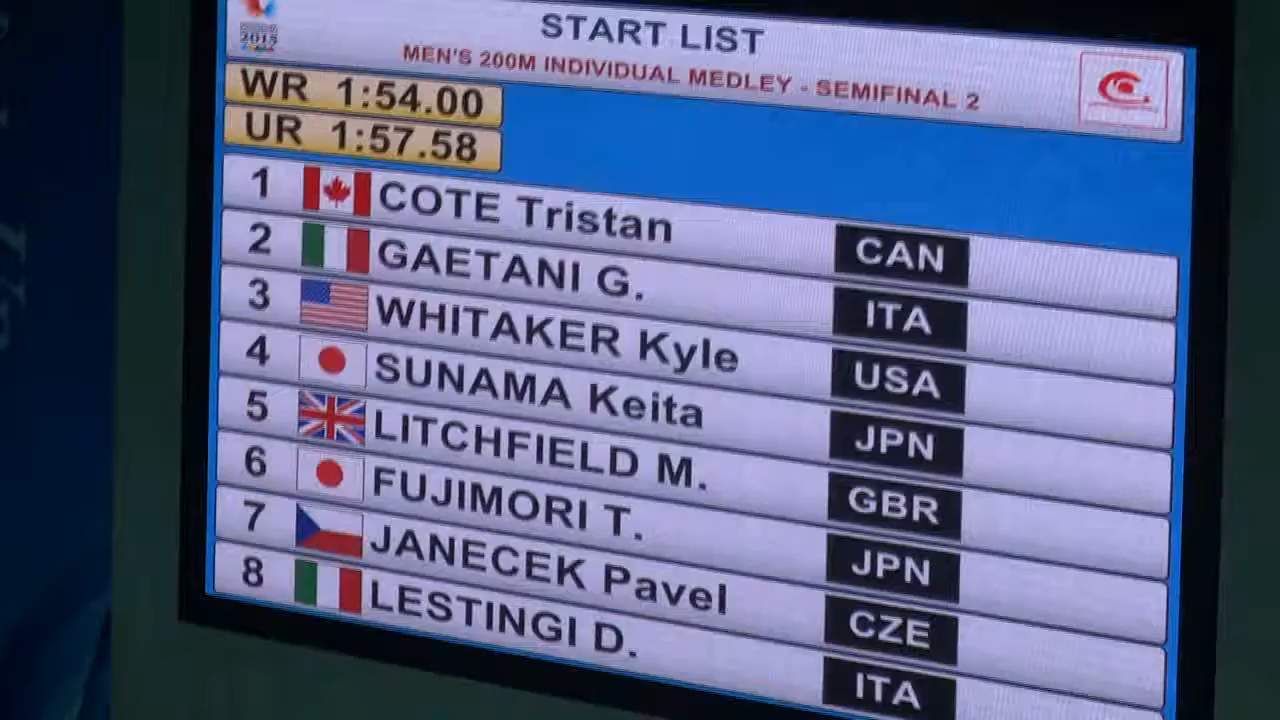 2015
START LIST
MEN'S 200M INDIVIDUAL MEDLEY - SEMIFINAL 2
WR 1:54.00
UR 1:57.58
1 COTE Tristan CAN
2 GAETANI G. ITA
3 WHITAKER Kyle USA
4 SUNAMA Keita JPN
5 LITCHFIELD M. GBR
6 FUJIMORI T. JPN
7 JANECEK Pavel CZE
8 LESTINGI D. ITA